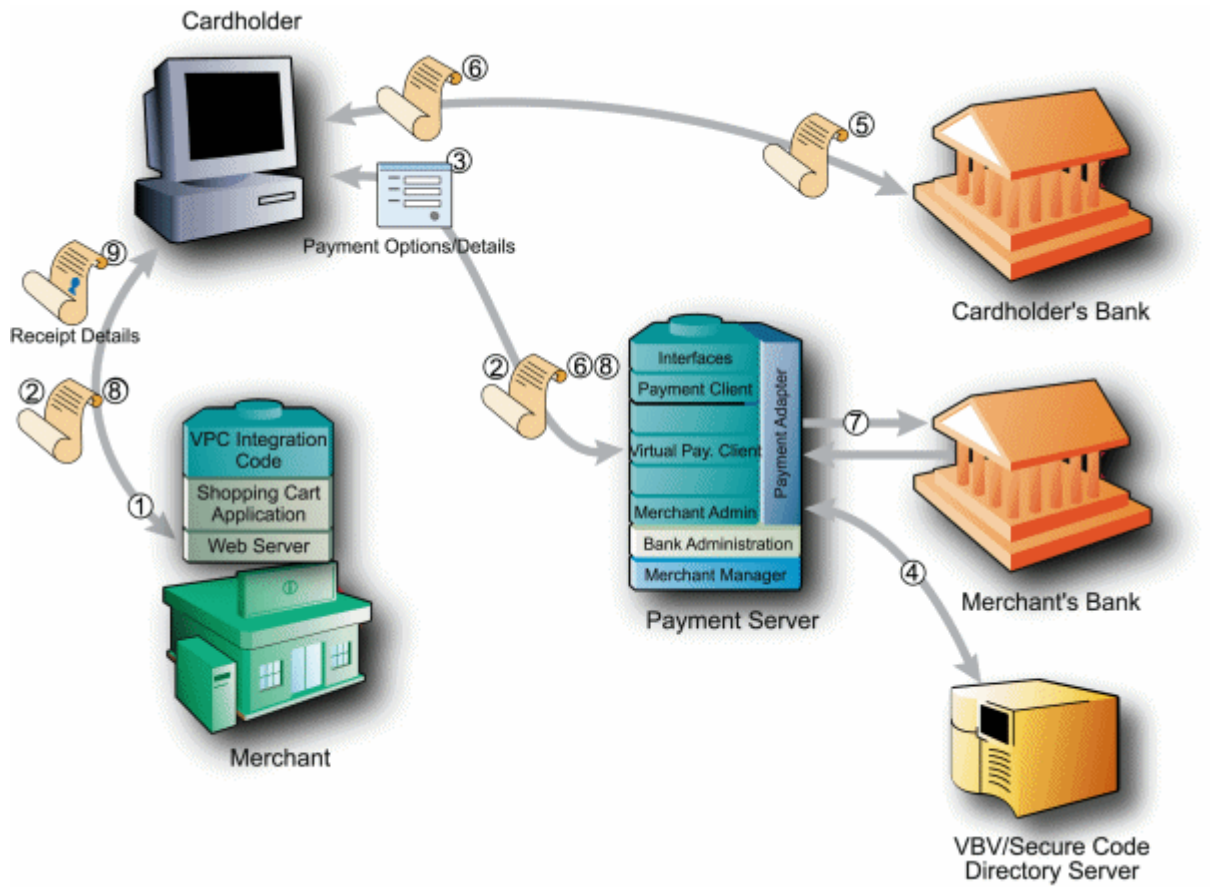 Cardholder
⑥
⑤
③
Payment Options/Details
Cardholder's Bank
⑨
Receipt Details
② ⑧
① 
VPC Integration
Code
Shopping Cart
Application
Web Server
Merchant
② ⑥⑧
Interfaces
Payment Client
Virtual Pay. Client
Merchant Admin
Payment Adapter
Bank Administration
Merchant Manager
Payment Server
⑦
Merchant's Bank
④
VBV/Secure Code
Directory Server